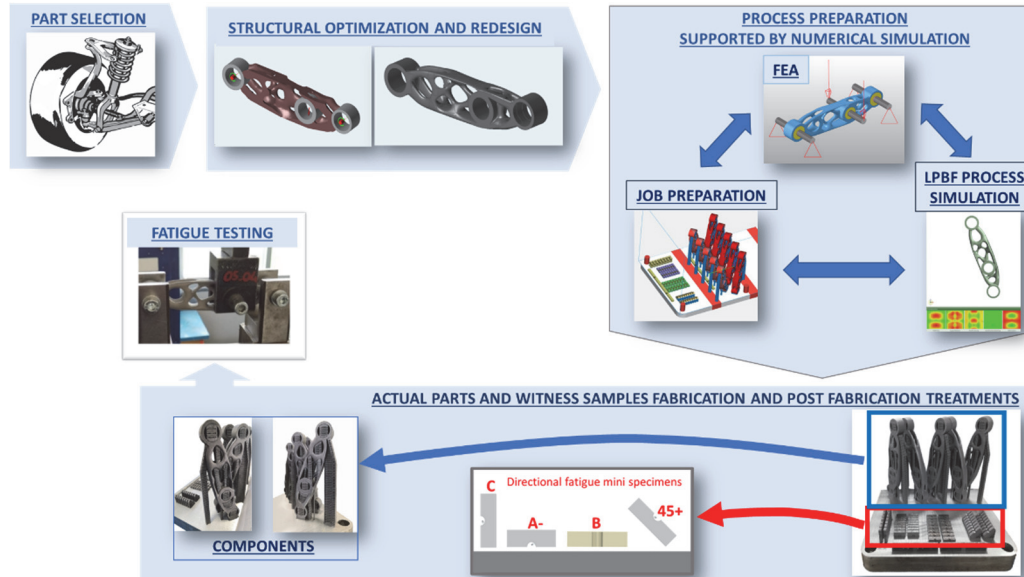 PART SELECTION
STRUCTURAL OPTIMIZATION AND REDESIGN
PROCESS PREPARATION
SUPPORTED BY NUMERICAL SIMULATION
FEA
JOB PREPARATION
LPBF PROCESS
SIMULATION
FATIGUE TESTING
05.06
ACTUAL PARTS AND WITNESS SAMPLES FABRICATION AND POST FABRICATION TREATMENTS
COMPONENTS
Directional fatigue mini specimens
C
A-
B
45+